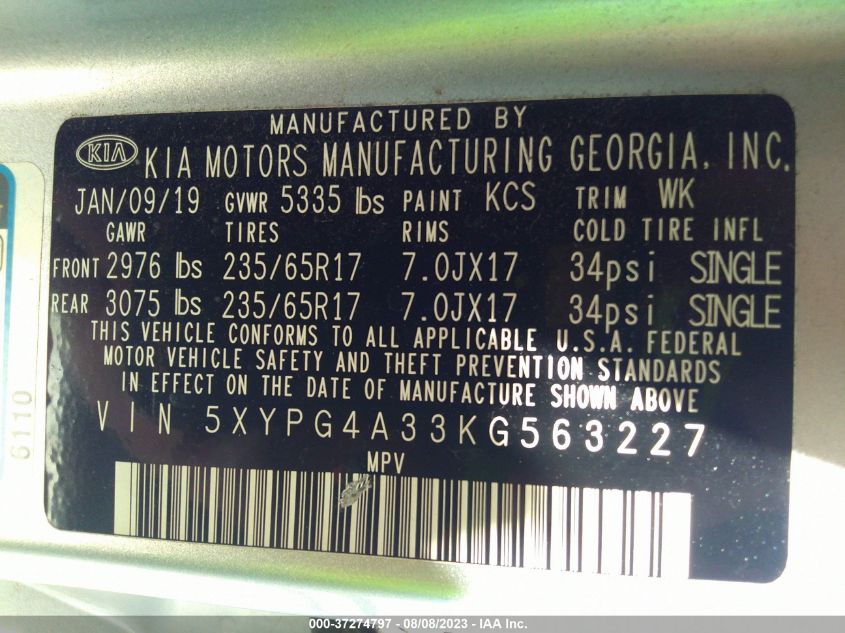 MANUFACTURED BY
KIA KIA MOTORS MANUFACTURING GEORGIA, INC.
JAN/09/19 GVWR 5335 lbs PAINT KCS TRIM WK
GAWR TIRES RIMS COLD TIRE INFL
FRONT 2976 lbs 235/65R17 7.0JX17 34psi SINGLE
REAR 3075 lbs 235/65R17 7.0JX17 34psi SINGLE
THIS VEHICLE CONFORMS TO ALL APPLICABLE U.S.A. FEDERAL
MOTOR VEHICLE SAFETY AND THEFT PREVENTION STANDARDS
IN EFFECT ON THE DATE OF MANUFACTURE SHOWN ABOVE
VIN 5XYPG4A33KG563227
MPV
6110
000-37274797 - 08/08/2023 - IAA Inc.